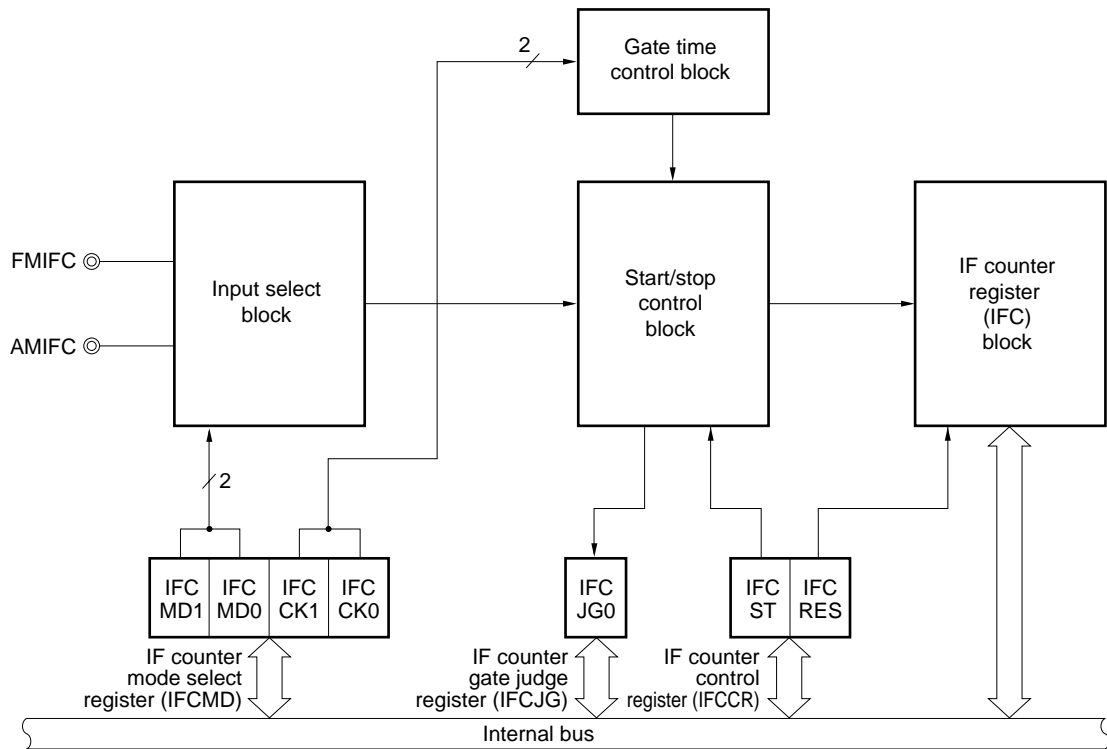 2
Gate time
control block
FMIFC
AMIFC
Input select
block
Start/stop
control
block
IF counter
register
(IFC)
block
2
IFC
MD1
IFC
MD0
IFC
CK1
IFC
CK0
IFC
JG0
IFC
ST
IFC
RES
IF counter
mode select
register (IFCMD)
IF counter
gate judge
register (IFCJG)
IF counter
control
register (IFCCR)
Internal bus